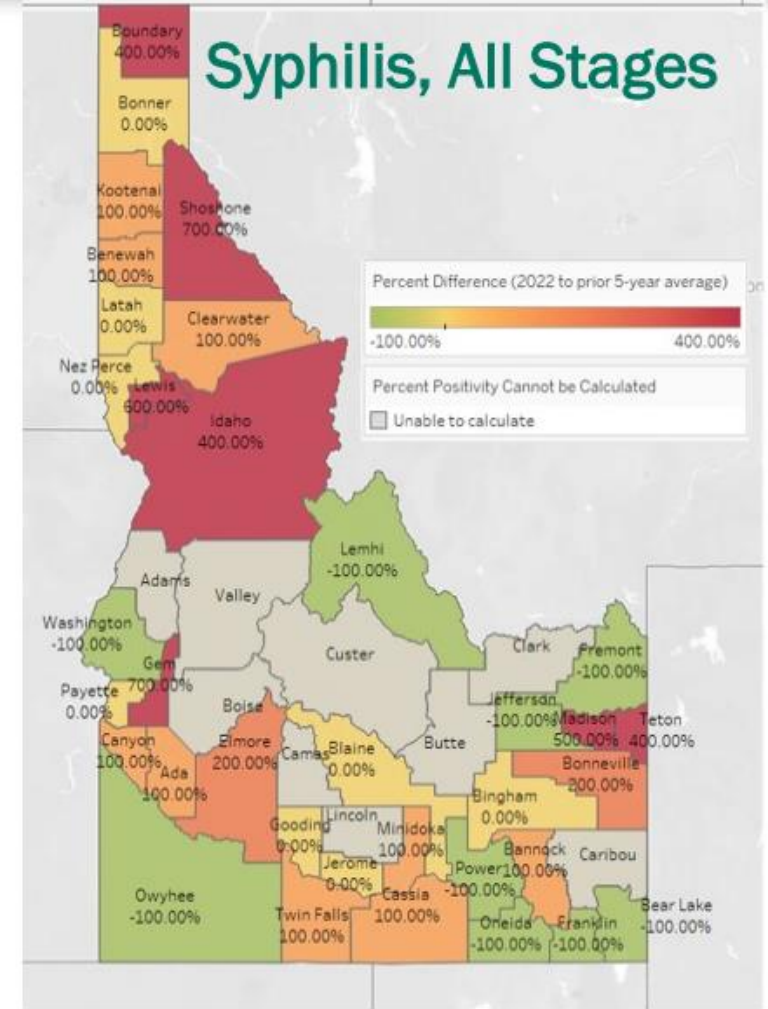 Syphilis, All Stages
Boundary
400.00%
Bonner
0.00%
Kootenai
100.00%
Shoshone
700.00%
Benewah
100.00%
Latah
0.00%
Clearwater
100.00%
Nez Perce
0.00%
Lewis
600.00%
Idaho
400.00%
Percent Difference (2022 to prior 5-year average)
-100.00%
400.00%
Percent Positivity Cannot be Calculated
Unable to calculate
Lemhi
-100.00%
Adams
Valley
Washington
-100.00%
Custer
Clark
Fremont
-100.00%
Gem
700.00%
Payette
0.00%
Boise
Jefferson
-100.00%
Madison
500.00%
Teton
400.00%
Canyon
100.00%
Ada
100.00%
Elmore
200.00%
Camas
Blaine
0.00%
Butte
Bonneville
200.00%
Bingham
0.00%
Gooding
0.00%
Lincoln
Minidoka
100.00%
Jerome
0.00%
Power
-100.00%
Bannock
100.00%
Caribou
Owyhee
-100.00%
Twin Falls
100.00%
Cassia
100.00%
Oneida
-100.00%
Franklin
-100.00%
Bear Lake
-100.00%